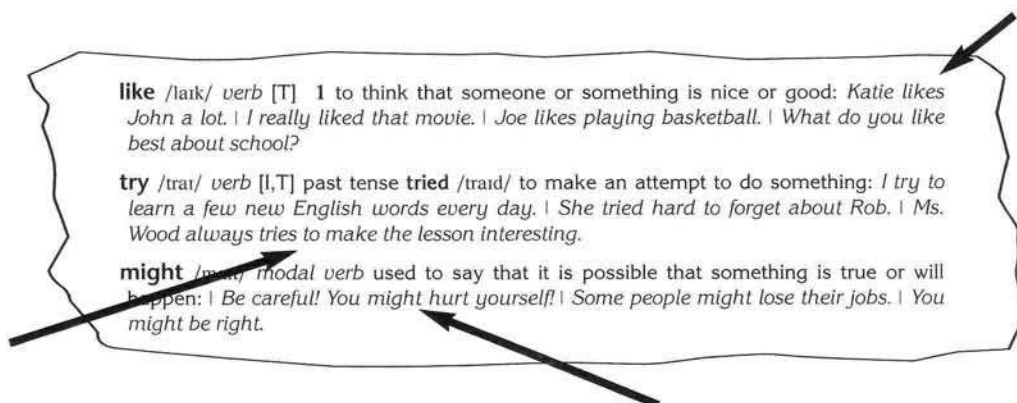 like /laɪk/ verb [T] 1 to think that someone or something is nice or good: Katie likes
John a lot. | I really liked that movie. | Joe likes playing basketball. | What do you like
best about school?
try /traɪ/ verb [I,T] past tense tried /traɪd/ to make an attempt to do something: I try to
learn a few new English words every day. | She tried hard to forget about Rob. | Ms.
Wood always tries to make the lesson interesting.
might modal verb used to say that it is possible that something is true or will
happen: | Be careful! You might hurt yourself! | Some people might lose their jobs. | You
might be right.